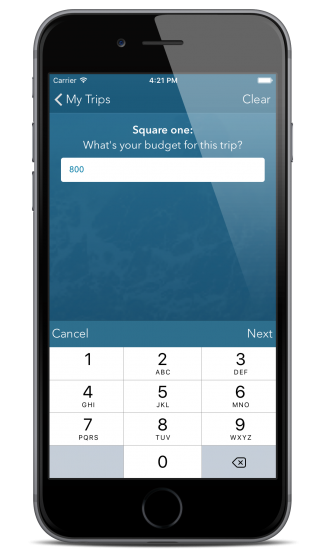 Carrier 4:21 PM
My Trips Clear
Square one:
What's your budget for this trip?
800
Cancel Next
1 2 3
ABC DEF
4 5 6
GHI JKL MNO
7 8 9
PQRS TUV WXYZ
0